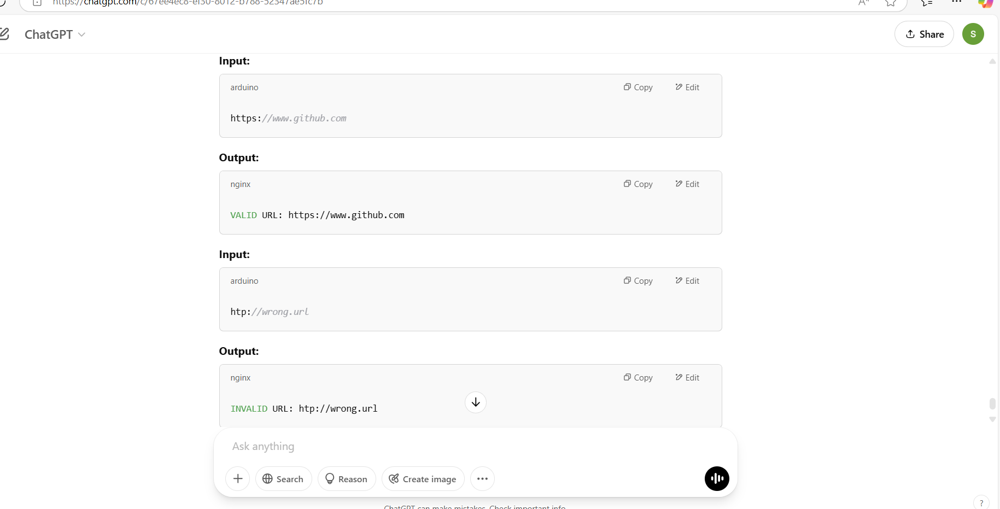 https://chatgpt.com/c/67ee4ec8-ef30-8012-b788-52347ae5fc7b
ChatGPT
Share
S
Input:
arduino
Copy
Edit
https://www.github.com
Output:
nginx
Copy
Edit
VALID URL: https://www.github.com
Input:
arduino
Copy
Edit
htp://wrong.url
Output:
nginx
Copy
Edit
INVALID URL: htp://wrong.url
Ask anything
Search
Reason
Create image
ChatGPT can make mistakes. Check important info.
?